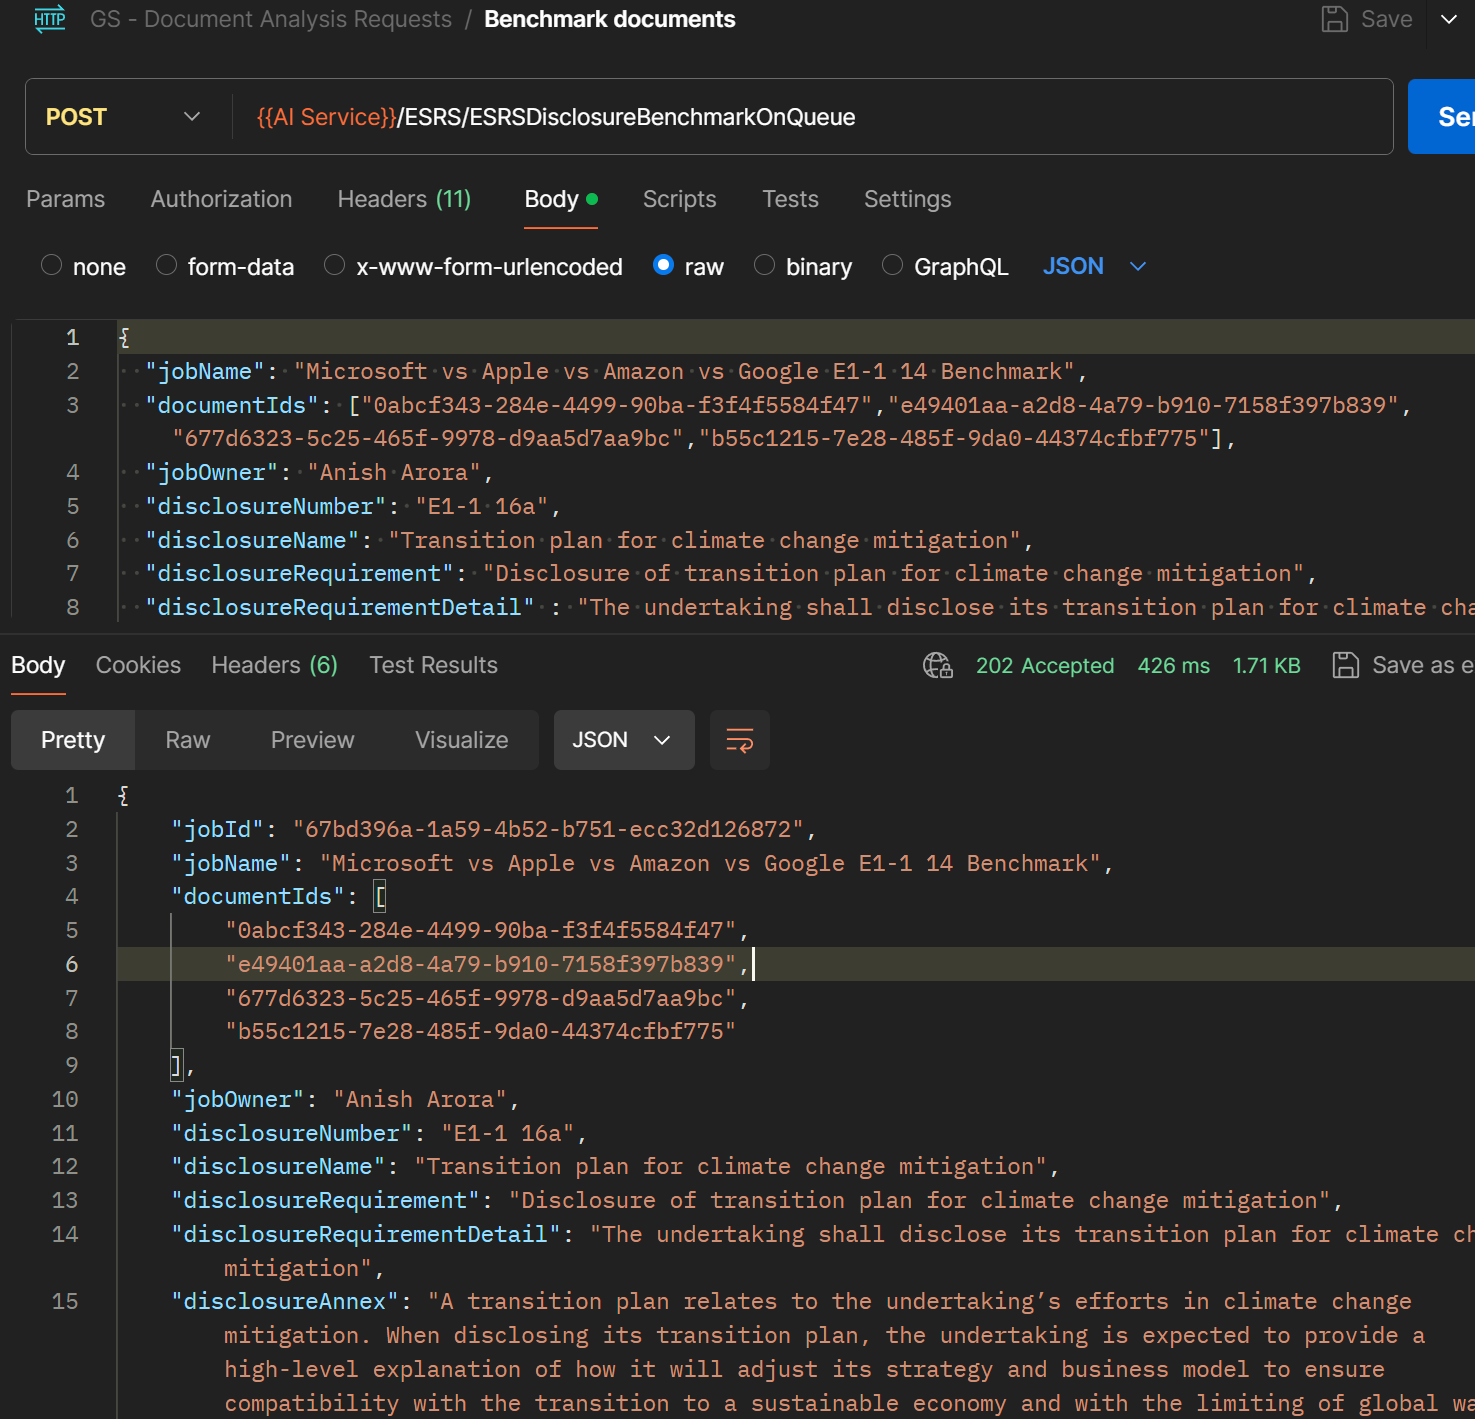 HTTP GS - Document Analysis Requests / Benchmark documents Save
POST {{AI Service}}/ESRS/ESRSDisclosureBenchmarkOnQueue
Params Authorization Headers (11) Body Scripts Tests Settings
none form-data x-www-form-urlencoded raw binary GraphQL JSON
1 {
2 "jobName": "Microsoft vs Apple vs Amazon vs Google E1-1 14 Benchmark",
3 "documentIds": ["0abcf343-284e-4499-90ba-f3f4f5584f47","e49401aa-a2d8-4a79-b910-7158f397b839",
"677d6323-5c25-465f-9978-d9aa5d7aa9bc","b55c1215-7e28-485f-9da0-44374cfbf775"],
4 "jobOwner": "Anish Arora",
5 "disclosureNumber": "E1-1 16a",
6 "disclosureName": "Transition plan for climate change mitigation",
7 "disclosureRequirement": "Disclosure of transition plan for climate change mitigation",
8 "disclosureRequirementDetail" : "The undertaking shall disclose its transition plan for climate
Body Cookies Headers (6) Test Results 202 Accepted 426 ms 1.71 KB Save as
Pretty Raw Preview Visualize JSON
1 {
2 "jobId": "67bd396a-1a59-4b52-b751-ecc32d126872",
3 "jobName": "Microsoft vs Apple vs Amazon vs Google E1-1 14 Benchmark",
4 "documentIds": [
5 "0abcf343-284e-4499-90ba-f3f4f5584f47",
6 "e49401aa-a2d8-4a79-b910-7158f397b839",
7 "677d6323-5c25-465f-9978-d9aa5d7aa9bc",
8 "b55c1215-7e28-485f-9da0-44374cfbf775"
9 ],
10 "jobOwner": "Anish Arora",
11 "disclosureNumber": "E1-1 16a",
12 "disclosureName": "Transition plan for climate change mitigation",
13 "disclosureRequirement": "Disclosure of transition plan for climate change mitigation",
14 "disclosureRequirementDetail": "The undertaking shall disclose its transition plan for climate
mitigation",
15 "disclosureAnnex": "A transition plan relates to the undertaking’s efforts in climate change
mitigation. When disclosing its transition plan, the undertaking is expected to provide a
high-level explanation of how it will adjust its strategy and business model to ensure
compatibility with the transition to a sustainable economy and with the limiting of global